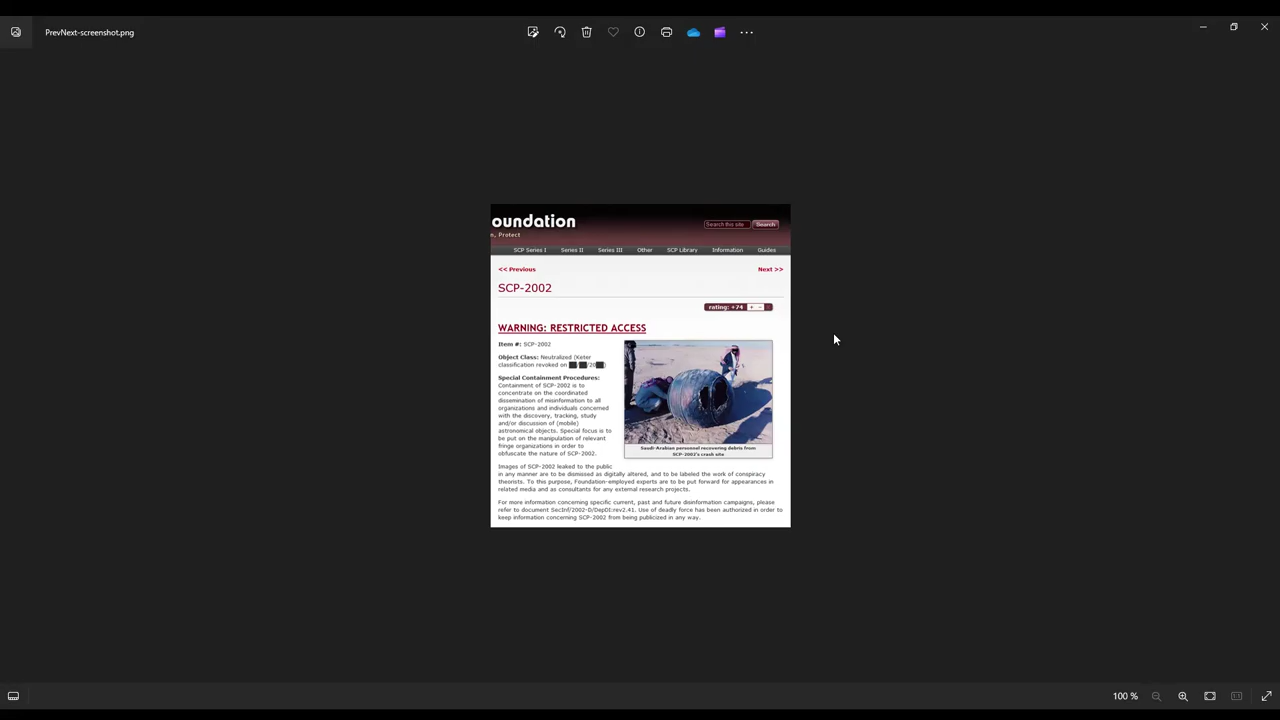 PrevNext-screenshot.png
oundation
n, Protect
Search this site
Search
SCP Series I Series II Series III Other SCP Library Information Guides
<< Previous Next >>
SCP-2002
rating: +74 + –
WARNING: RESTRICTED ACCESS
Item #: SCP-2002
Object Class: Neutralized (Keter
classification revoked on ██/██/20██)
Special Containment Procedures:
Containment of SCP-2002 is to
concentrate on the coordinated
dissemination of misinformation to all
organizations and individuals concerned
with the discovery, tracking, study
and/or discussion of (mobile)
astronomical objects. Special focus is to
be put on the manipulation of relevant
fringe organizations in order to
obfuscate the nature of SCP-2002.
Saudi-Arabian personnel recovering debris from
SCP-2002's crash site
Images of SCP-2002 leaked to the public
in any manner are to be dismissed as digitally altered, and to be labeled the work of conspiracy
theorists. To this purpose, Foundation-employed experts are to be put forward for appearances in
related media and as consultants for any external research projects.
For more information concerning specific current, past and future disinformation campaigns, please
refer to document SecInf/2002-D/DepDI:rev2.41. Use of deadly force has been authorized in order to
keep information concerning SCP-2002 from being publicized in any way.
100 %